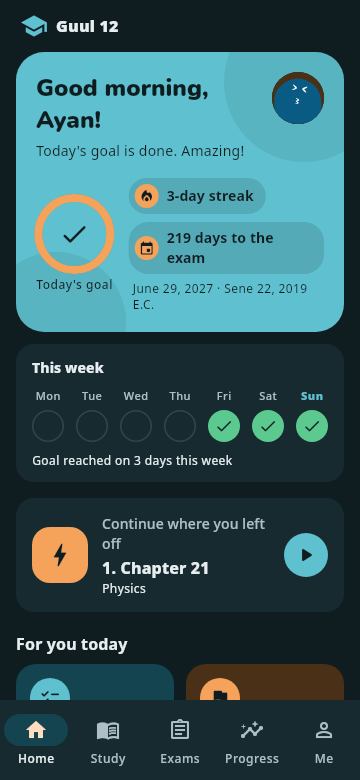 Guul 12
Good morning,
Ayan!
Today's goal is done. Amazing!
3-day streak
219 days to the
exam
Today's goal
June 29, 2027 · Sene 22, 2019
E.C.
This week
Mon Tue Wed Thu Fri Sat Sun
Goal reached on 3 days this week
Continue where you left
off
1. Chapter 21
Physics
For you today
Home Study Exams Progress Me